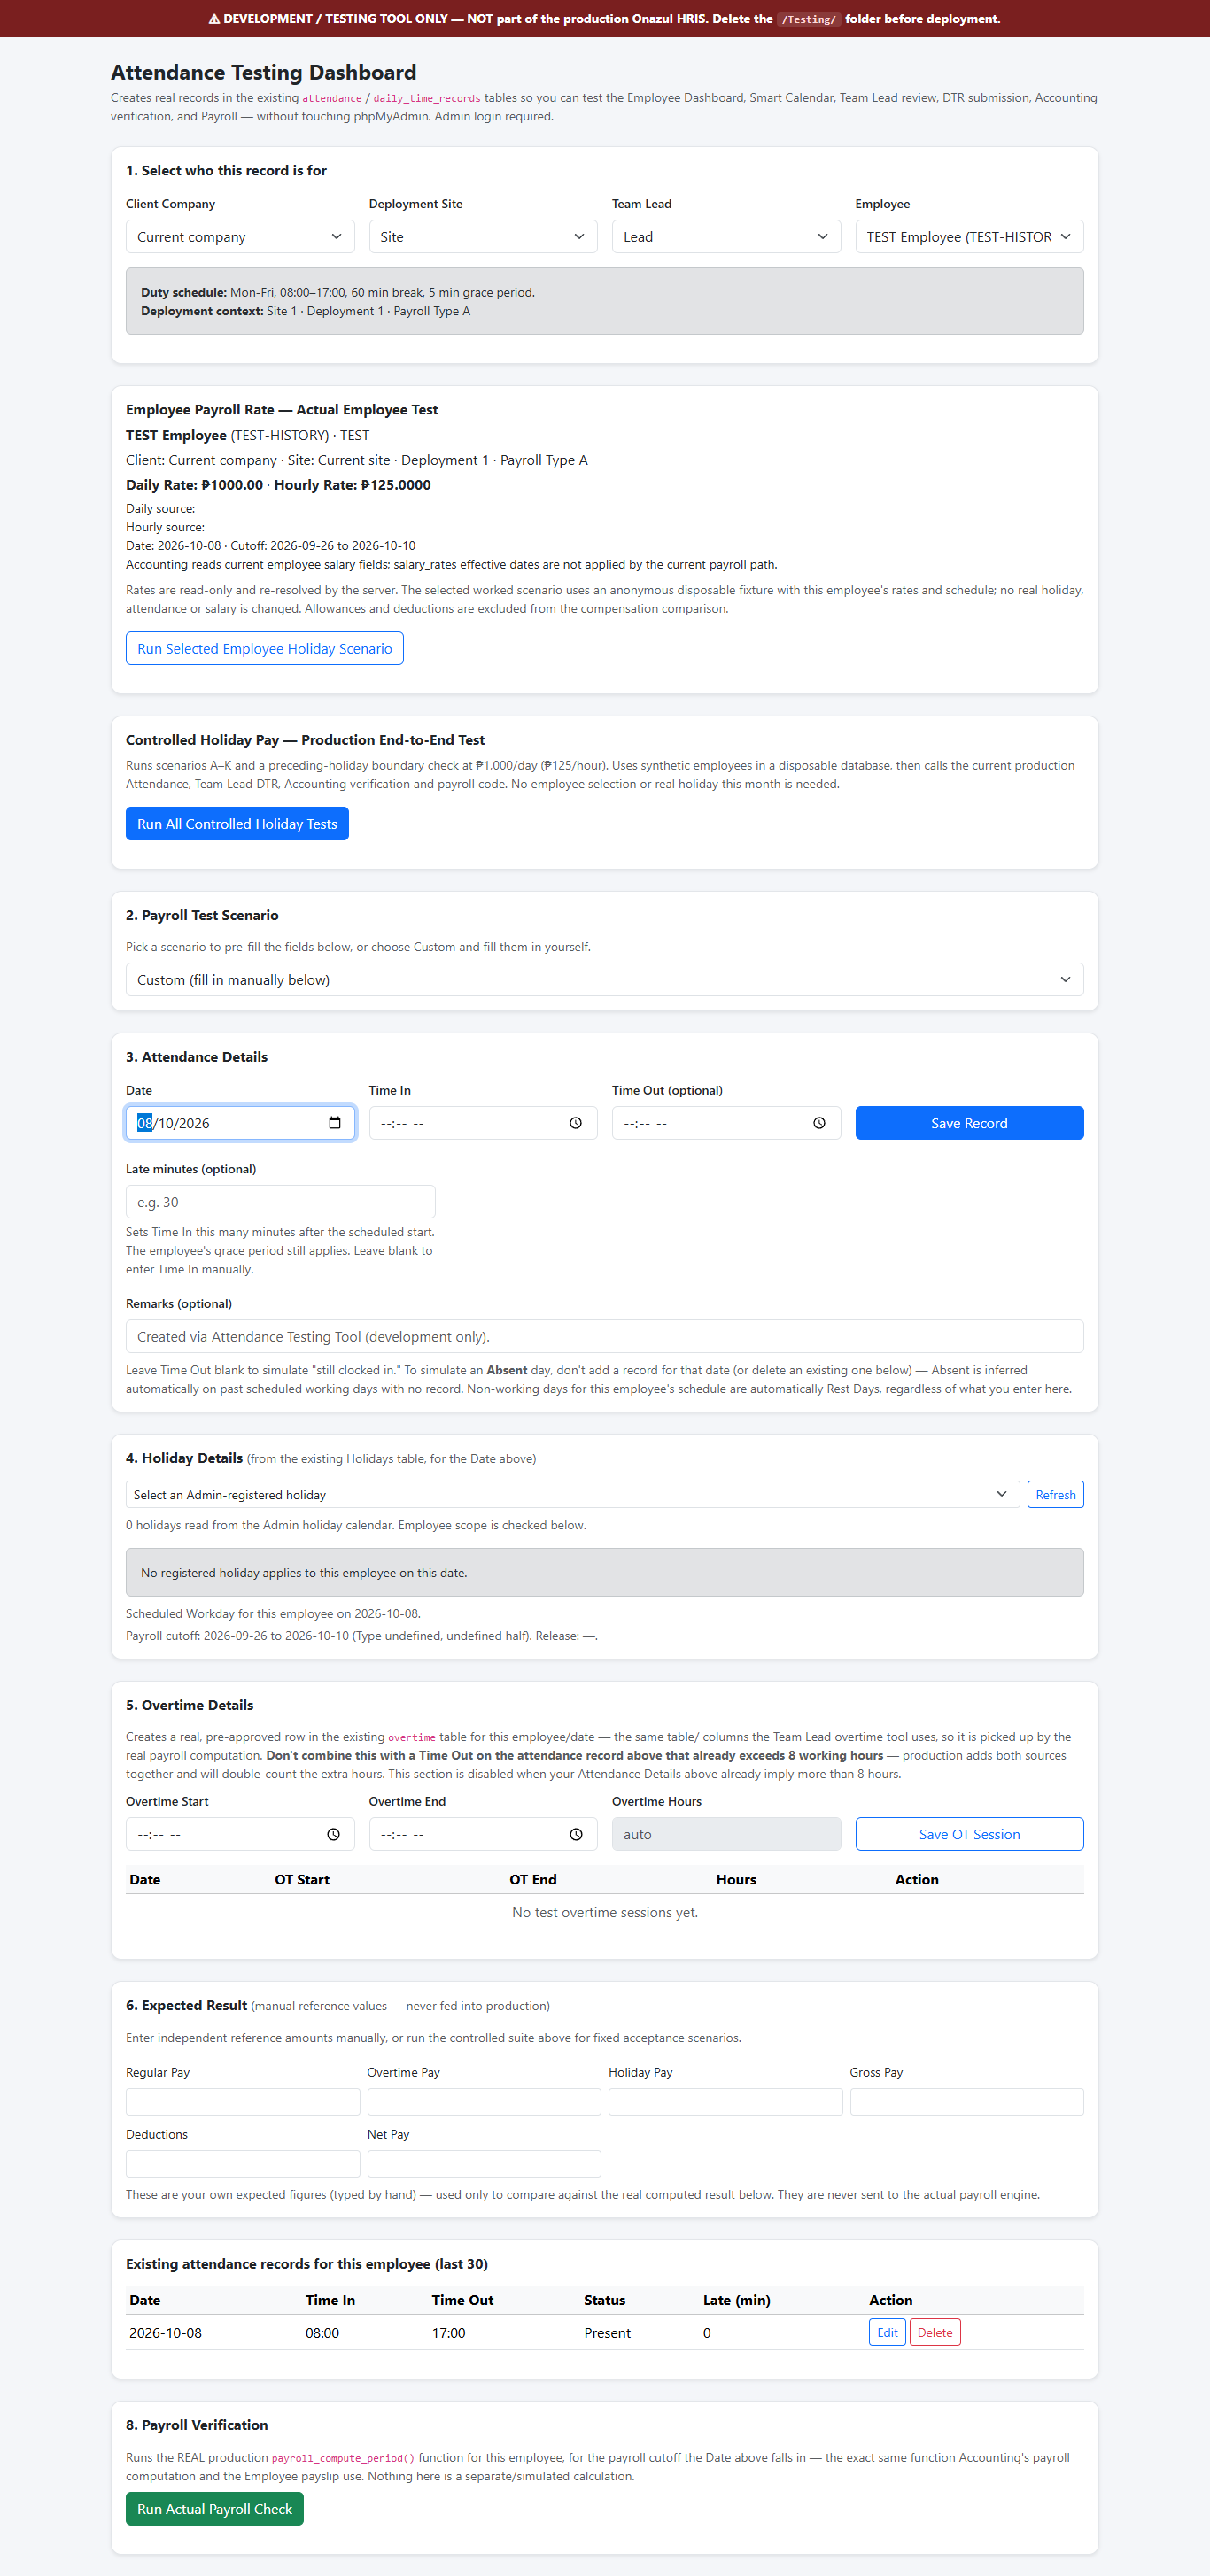 ⚠ DEVELOPMENT / TESTING TOOL ONLY — NOT part of the production Onazul HRIS. Delete the /Testing/ folder before deployment.
Attendance Testing Dashboard
Creates real records in the existing attendance / daily_time_records tables so you can test the Employee Dashboard, Smart Calendar, Team Lead review, DTR submission, Accounting
verification, and Payroll — without touching phpMyAdmin. Admin login required.
1. Select who this record is for
Client Company Deployment Site Team Lead Employee
Current company Site Lead TEST Employee (TEST-HISTOR
Duty schedule: Mon-Fri, 08:00–17:00, 60 min break, 5 min grace period.
Deployment context: Site 1 · Deployment 1 · Payroll Type A
Employee Payroll Rate — Actual Employee Test
TEST Employee (TEST-HISTORY) · TEST
Client: Current company · Site: Current site · Deployment 1 · Payroll Type A
Daily Rate: ₱1000.00 · Hourly Rate: ₱125.0000
Daily source:
Hourly source:
Date: 2026-10-08 · Cutoff: 2026-09-26 to 2026-10-10
Accounting reads current employee salary fields; salary_rates effective dates are not applied by the current payroll path.
Rates are read-only and re-resolved by the server. The selected worked scenario uses an anonymous disposable fixture with this employee's rates and schedule; no real holiday,
attendance or salary is changed. Allowances and deductions are excluded from the compensation comparison.
Run Selected Employee Holiday Scenario
Controlled Holiday Pay — Production End-to-End Test
Runs scenarios A–K and a preceding-holiday boundary check at ₱1,000/day (₱125/hour). Uses synthetic employees in a disposable database, then calls the current production
Attendance, Team Lead DTR, Accounting verification and payroll code. No employee selection or real holiday this month is needed.
Run All Controlled Holiday Tests
2. Payroll Test Scenario
Pick a scenario to pre-fill the fields below, or choose Custom and fill them in yourself.
Custom (fill in manually below)
3. Attendance Details
Date Time In Time Out (optional)
08/10/2026 --:-- -- --:-- -- Save Record
Late minutes (optional)
e.g. 30
Sets Time In this many minutes after the scheduled start.
The employee's grace period still applies. Leave blank to
enter Time In manually.
Remarks (optional)
Created via Attendance Testing Tool (development only).
Leave Time Out blank to simulate "still clocked in." To simulate an Absent day, don't add a record for that date (or delete an existing one below) — Absent is inferred
automatically on past scheduled working days with no record. Non-working days for this employee's schedule are automatically Rest Days, regardless of what you enter here.
4. Holiday Details (from the existing Holidays table, for the Date above)
Select an Admin-registered holiday Refresh
0 holidays read from the Admin holiday calendar. Employee scope is checked below.
No registered holiday applies to this employee on this date.
Scheduled Workday for this employee on 2026-10-08.
Payroll cutoff: 2026-09-26 to 2026-10-10 (Type undefined, undefined half). Release: —.
5. Overtime Details
Creates a real, pre-approved row in the existing overtime table for this employee/date — the same table/ columns the Team Lead overtime tool uses, so it is picked up by the
real payroll computation. Don't combine this with a Time Out on the attendance record above that already exceeds 8 working hours — production adds both sources
together and will double-count the extra hours. This section is disabled when your Attendance Details above already imply more than 8 hours.
Overtime Start Overtime End Overtime Hours
--:-- -- --:-- -- auto Save OT Session
Date OT Start OT End Hours Action
No test overtime sessions yet.
6. Expected Result (manual reference values — never fed into production)
Enter independent reference amounts manually, or run the controlled suite above for fixed acceptance scenarios.
Regular Pay Overtime Pay Holiday Pay Gross Pay
Deductions Net Pay
These are your own expected figures (typed by hand) — used only to compare against the real computed result below. They are never sent to the actual payroll engine.
Existing attendance records for this employee (last 30)
Date Time In Time Out Status Late (min) Action
2026-10-08 08:00 17:00 Present 0 Edit Delete
8. Payroll Verification
Runs the REAL production payroll_compute_period() function for this employee, for the payroll cutoff the Date above falls in — the exact same function Accounting's payroll
computation and the Employee payslip use. Nothing here is a separate/simulated calculation.
Run Actual Payroll Check